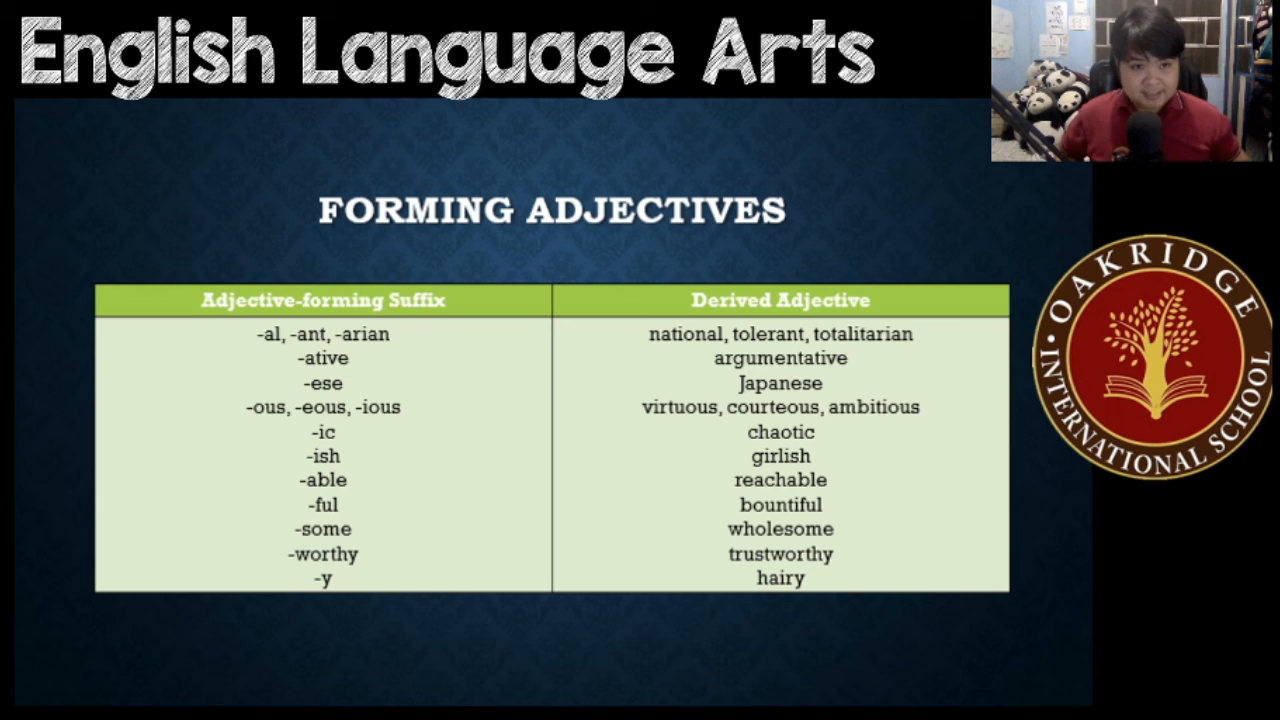 English Language Arts
FORMING ADJECTIVES
Adjective-forming Suffix
Derived Adjective
-al, -ant, -arian
national, tolerant, totalitarian
-ative
argumentative
-ese
Japanese
-ous, -eous, -ious
virtuous, courteous, ambitious
-ic
chaotic
-ish
girlish
-able
reachable
-ful
bountiful
-some
wholesome
-worthy
trustworthy
-y
hairy
• OAKRIDGE •
INTERNATIONAL SCHOOL